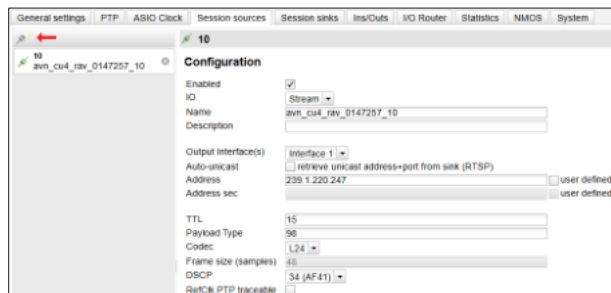 General settings PTP ASIO Clock Session sources Session sinks Ins/Outs I/O Router Statistics NMOS System
10
10
avn_cu4_rav_0147257_10
Configuration
Enabled
IO Stream
Name avn_cu4_rav_0147257_10
Description
Output Interface(s) Interface 1
Auto-unicast retrieve unicast address+port from sink (RTSP)
Address 239.1.220.247 user defined
Address sec user defined
TTL 15
Payload Type 98
Codec L24
Frame size (samples) 48
DSCP 34 (AF41)
RefClk PTP traceable